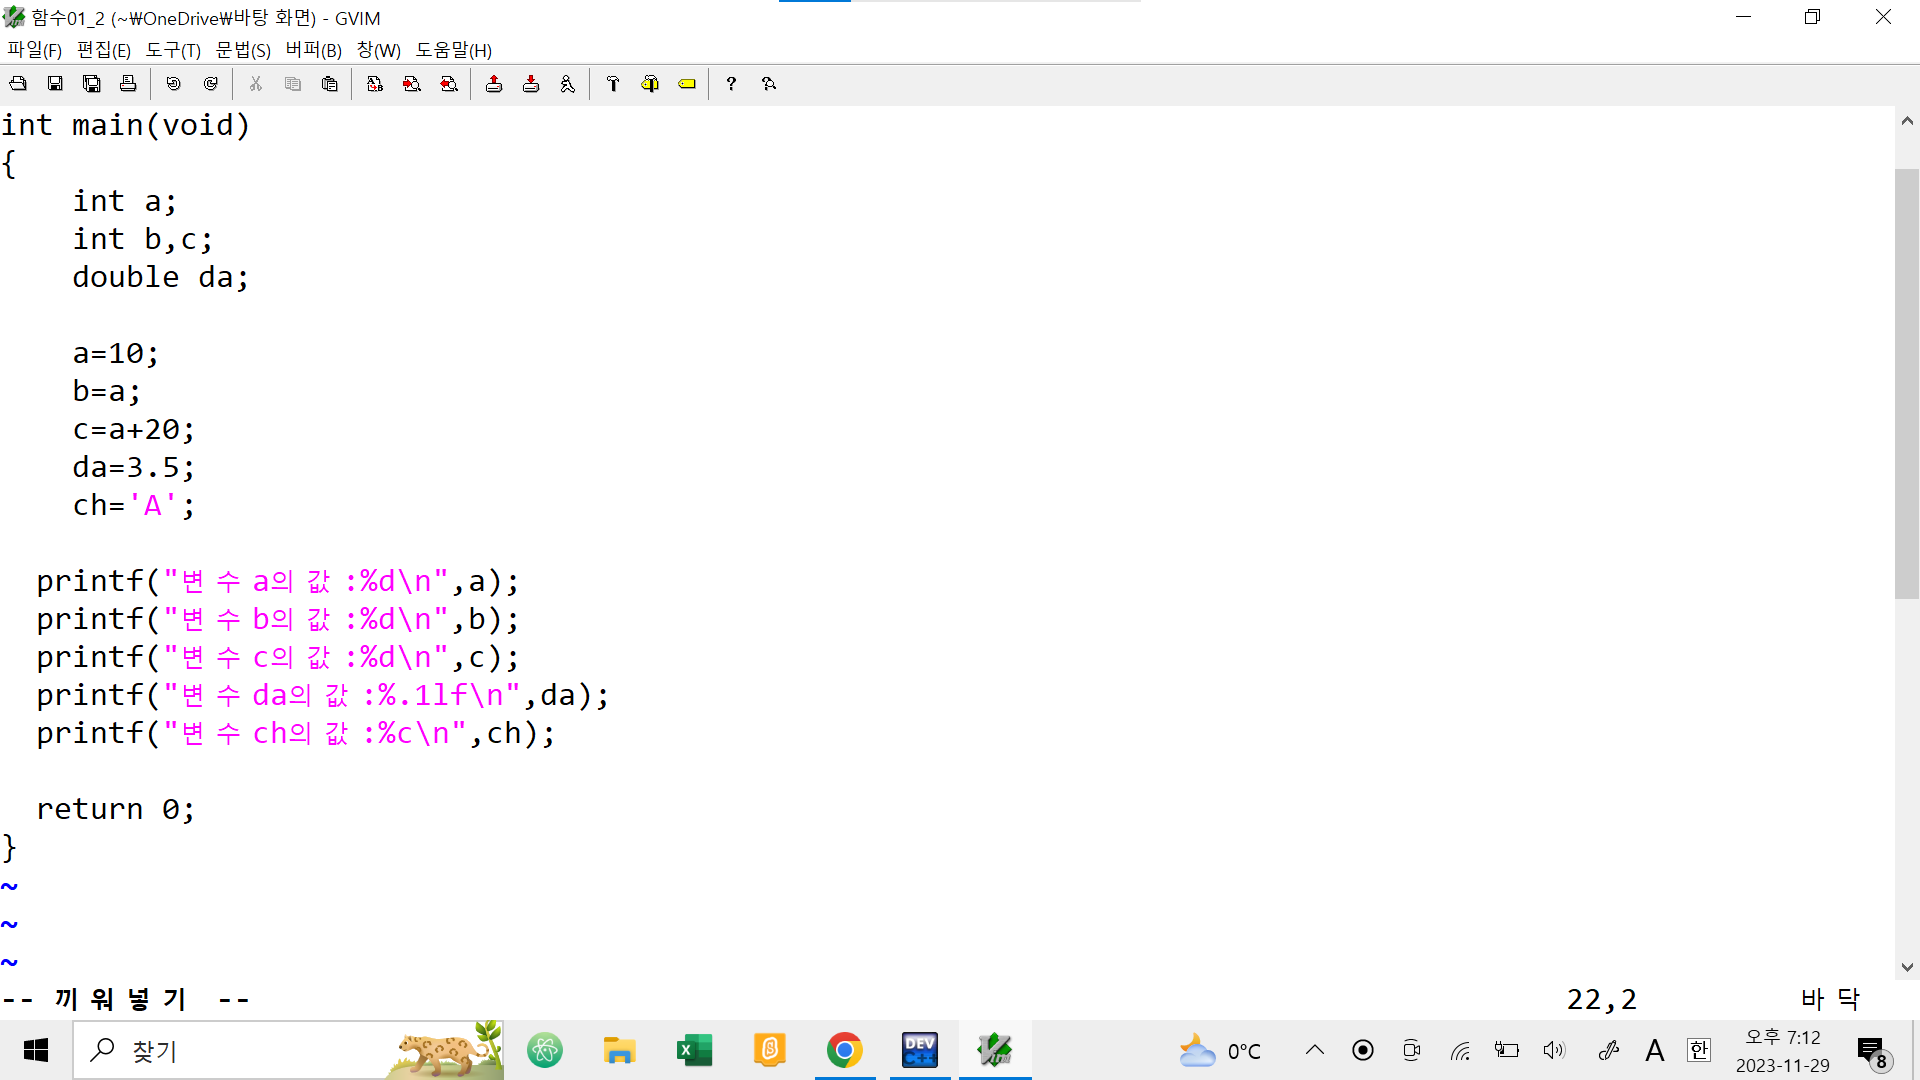 함수01_2 (~₩OneDrive₩바탕 화면) - GVIM
파일(F) 편집(E) 도구(T) 문법(S) 버퍼(B) 창(W) 도움말(H)
int main(void)
{
    int a;
    int b,c;
    double da;
    a=10;
    b=a;
    c=a+20;
    da=3.5;
    ch='A';
  printf("변수 a의 값 :%d\n",a);
  printf("변수 b의 값 :%d\n",b);
  printf("변수 c의 값 :%d\n",c);
  printf("변수 da의 값 :%.1lf\n",da);
  printf("변수 ch의 값 :%c\n",ch);
  return 0;
}
~
~
~
-- 끼워넣기 -- 22,2 바닥
찾기 DEV C++ 0°C A 한 오후 7:12
2023-11-29 8